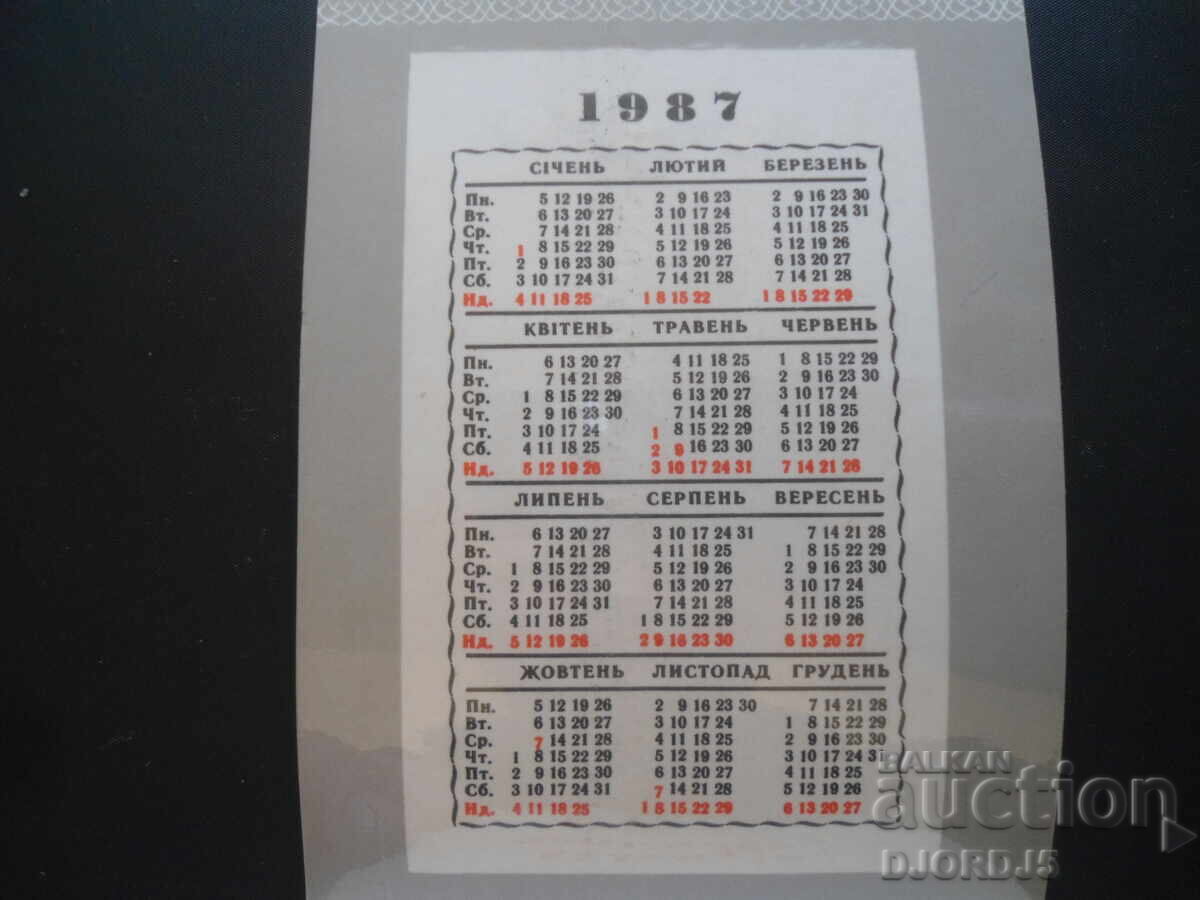 1987
СІЧЕНЬ ЛЮТИЙ БЕРЕЗЕНЬ
Пн. 5 12 19 26 2 9 16 23 2 9 16 23 30
Вт. 6 13 20 27 3 10 17 24 3 10 17 24 31
Ср. 7 14 21 28 4 11 18 25 4 11 18 25
Чт. 1 8 15 22 29 5 12 19 26 5 12 19 26
Пт. 2 9 16 23 30 6 13 20 27 6 13 20 27
Сб. 3 10 17 24 31 7 14 21 28 7 14 21 28
Нд. 4 11 18 25 1 8 15 22 1 8 15 22 29
КВІТЕНЬ ТРАВЕНЬ ЧЕРВЕНЬ
Пн. 6 13 20 27 4 11 18 25 1 8 15 22 29
Вт. 7 14 21 28 5 12 19 26 2 9 16 23 30
Ср. 1 8 15 22 29 6 13 20 27 3 10 17 24
Чт. 2 9 16 23 30 7 14 21 28 4 11 18 25
Пт. 3 10 17 24 1 8 15 22 29 5 12 19 26
Сб. 4 11 18 25 2 9 16 23 30 6 13 20 27
Нд. 5 12 19 26 3 10 17 24 31 7 14 21 28
ЛИПЕНЬ СЕРПЕНЬ ВЕРЕСЕНЬ
Пн. 6 13 20 27 3 10 17 24 31 7 14 21 28
Вт. 7 14 21 28 4 11 18 25 1 8 15 22 29
Ср. 1 8 15 22 29 5 12 19 26 2 9 16 23 30
Чт. 2 9 16 23 30 6 13 20 27 3 10 17 24
Пт. 3 10 17 24 31 7 14 21 28 4 11 18 25
Сб. 4 11 18 25 1 8 15 22 29 5 12 19 26
Нд. 5 12 19 26 2 9 16 23 30 6 13 20 27
ЖОВТЕНЬ ЛИСТОПАД ГРУДЕНЬ
Пн. 5 12 19 26 2 9 16 23 30 7 14 21 28
Вт. 6 13 20 27 3 10 17 24 1 8 15 22 29
Ср. 7 14 21 28 4 11 18 25 2 9 16 23 30
Чт. 1 8 15 22 29 5 12 19 26 3 10 17 24 31
Пт. 2 9 16 23 30 6 13 20 27 4 11 18 25
Сб. 3 10 17 24 31 7 14 21 28 5 12 19 26
Нд. 4 11 18 25 1 8 15 22 29 6 13 20 27
BALKAN
auction
DJORDJ5